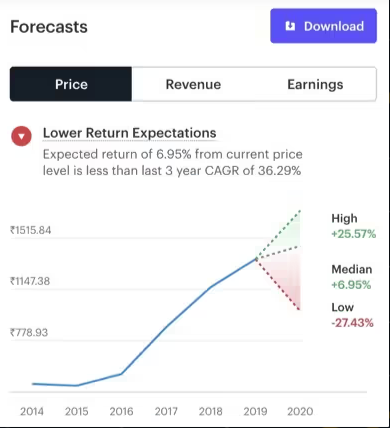 Forecasts
Download
Price Revenue Earnings
Lower Return Expectations
Expected return of 6.95% from current price
level is less than last 3 year CAGR of 36.29%
High
₹1515.84
+25.57%
Median
₹1147.38
+6.95%
Low
-27.43%
₹778.93
2014 2015 2016 2017 2018 2019 2020